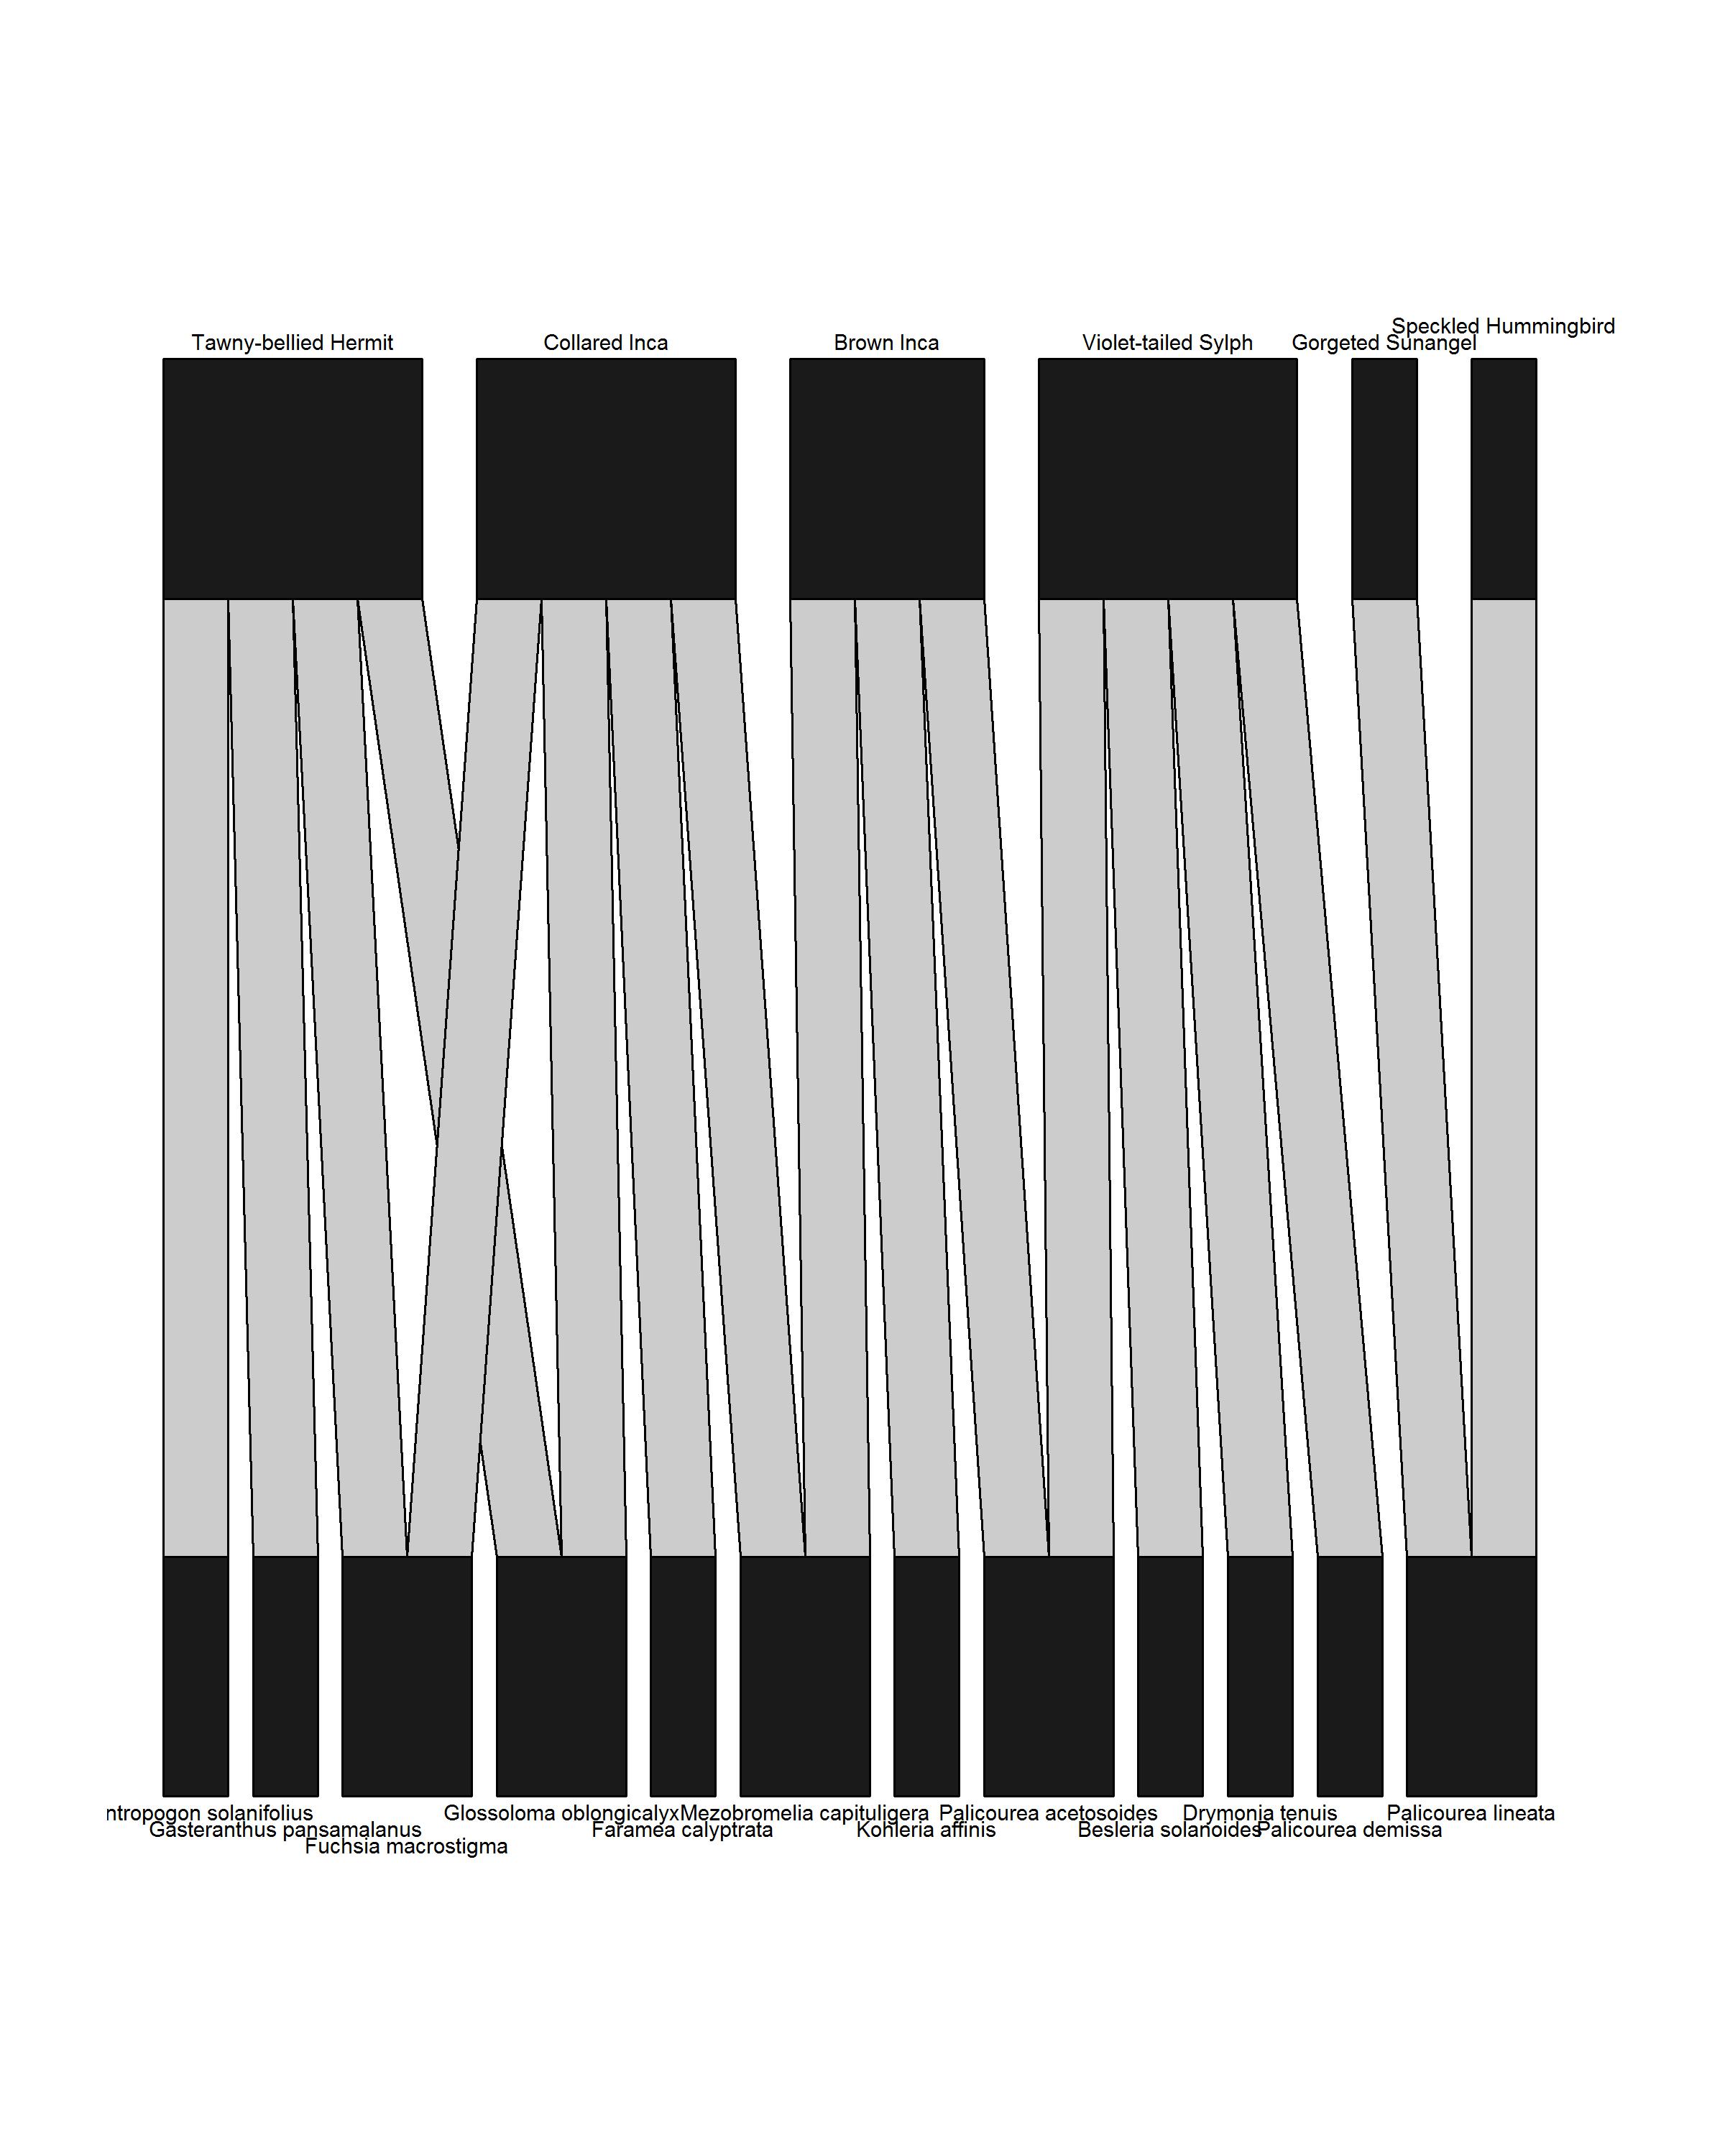 Speckled Hummingbird
Tawny-bellied Hermit Collared Inca Brown Inca Violet-tailed Sylph Gorgeted Sunangel
ntropogon solanifolius Glossoloma oblongicalyx Mezobromelia capituligera Palicourea acetosoides Drymonia tenuis Palicourea lineata
Gasteranthus pansamalanus Faramea calyptrata Kohleria affinis Besleria solanoides Palicourea demissa
Fuchsia macrostigma